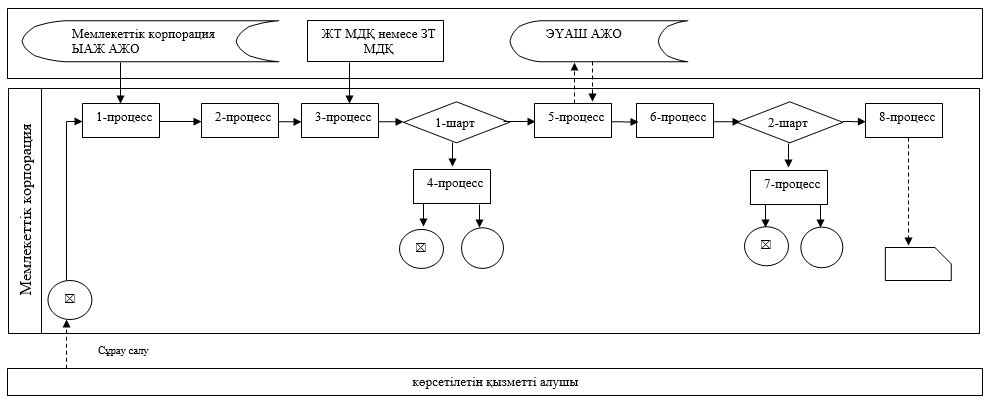 Мемлекеттік корпорация
ЫАЖ АЖО
ЖТ МДҚ немесе ЗТ
МДҚ
ЭҮАШ АЖО
Мемлекеттік корпорация
1-процесс
2-процесс
3-процесс
1-шарт
5-процесс
6-процесс
2-шарт
8-процесс
4-процесс
7-процесс
Сұрау салу
көрсетілетін қызметті алушы